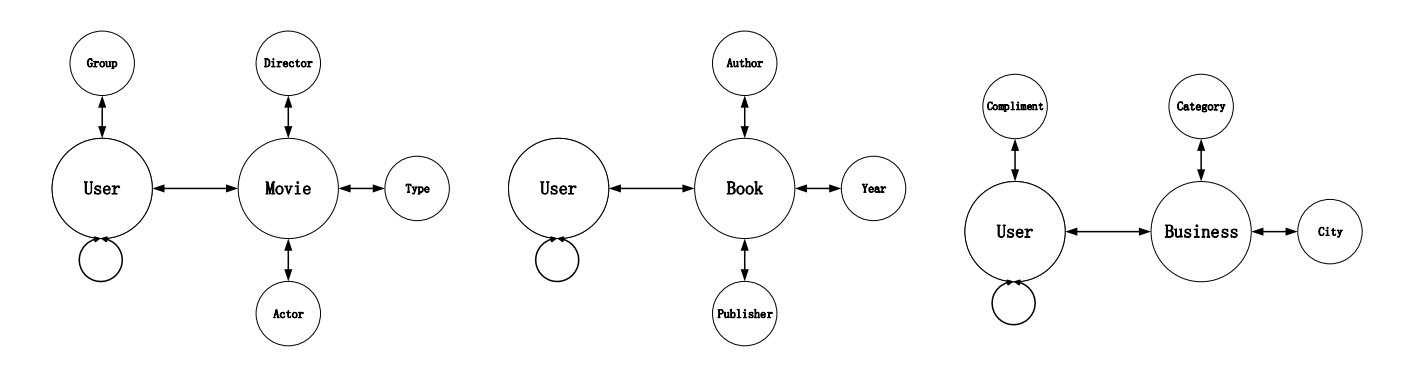 Group
Director
User
Movie
Type
Actor
Author
User
Book
Year
Publisher
Compliment
Category
User
Business
City